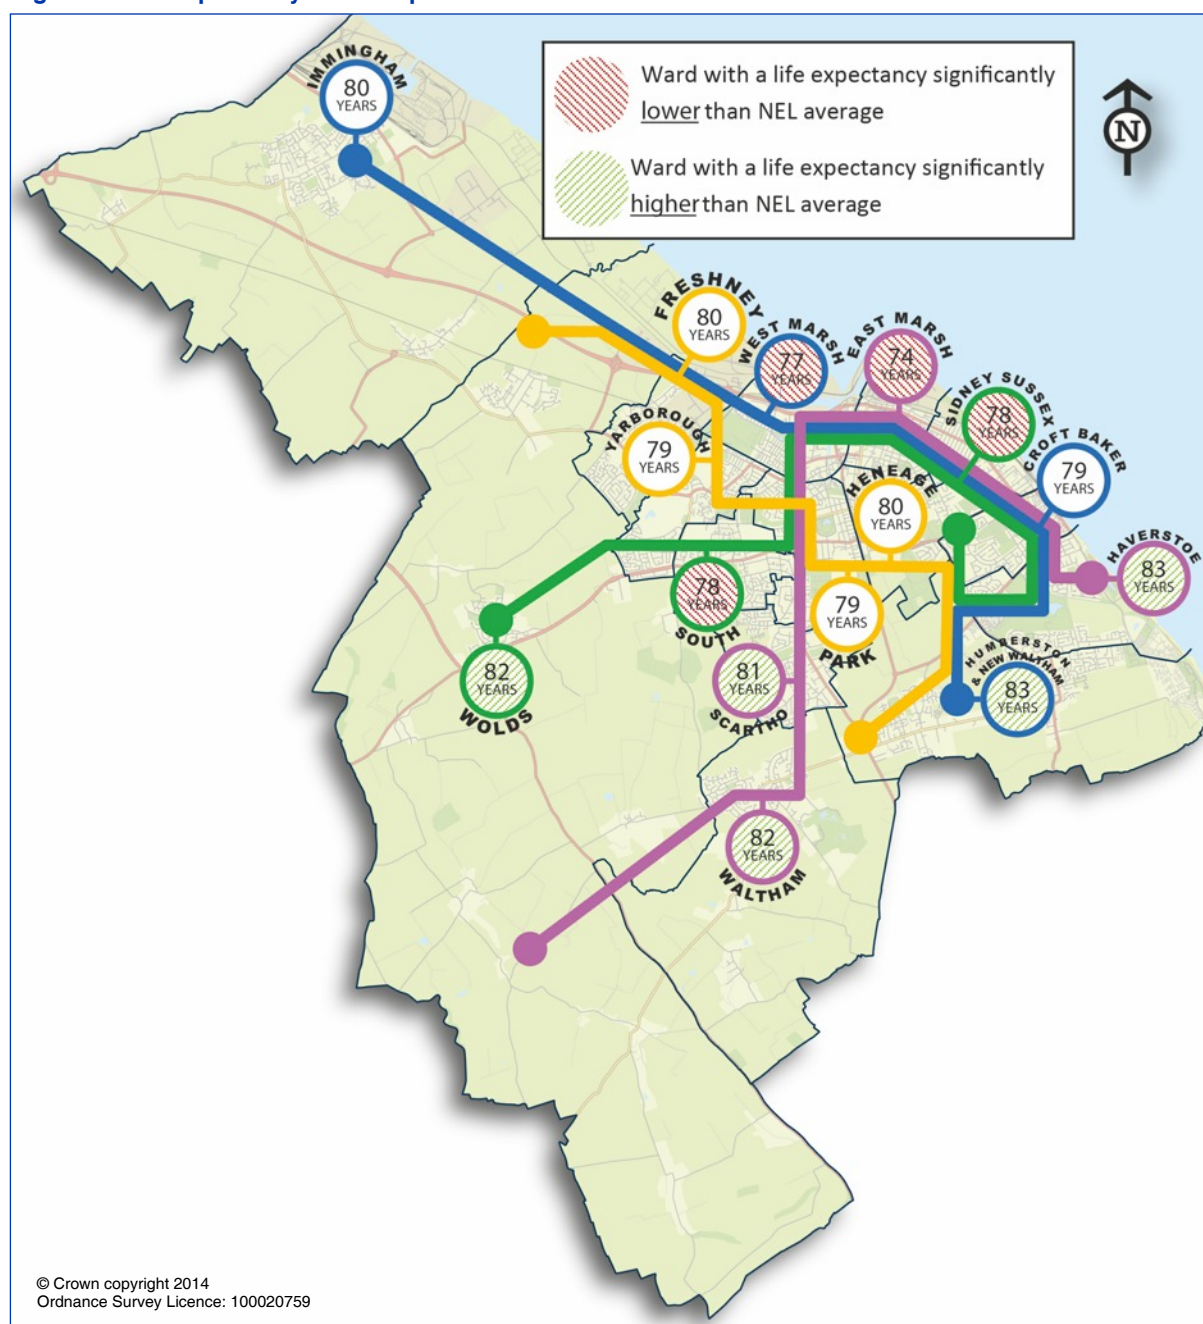 IMMINGHAM
80
YEARS
Ward with a life expectancy significantly
lower than NEL average
Ward with a life expectancy significantly
higher than NEL average
N
FRESHNEY
80
YEARS
WEST MARSH
77
YEARS
EAST MARSH
74
YEARS
SIDNEY SUSSEX
78
YEARS
CROFT BAKER
79
YEARS
YARBOROUGH
79
YEARS
HENEAGE
80
YEARS
HAVERSTOE
83
YEARS
78
YEARS
SOUTH
79
YEARS
PARK
82
YEARS
WOLDS
81
YEARS
SCARTHO
HUMBERSTON
& NEW WALTHAM
83
YEARS
82
YEARS
WALTHAM
© Crown copyright 2014
Ordnance Survey Licence: 100020759